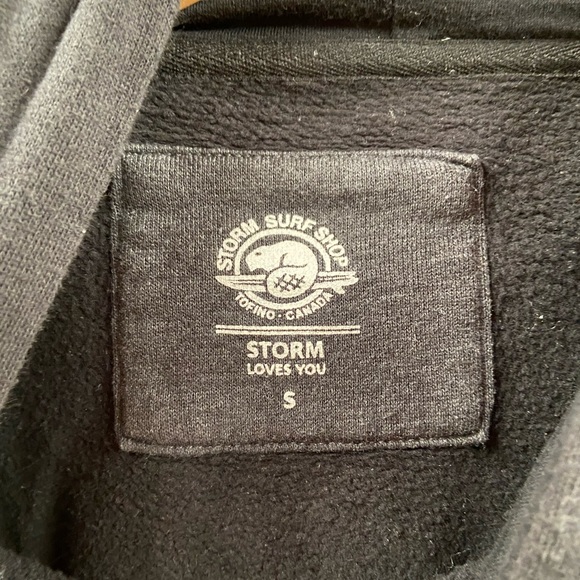 STORM SURF SHOP
TOFINO · CANADA
STORM
LOVES YOU
S